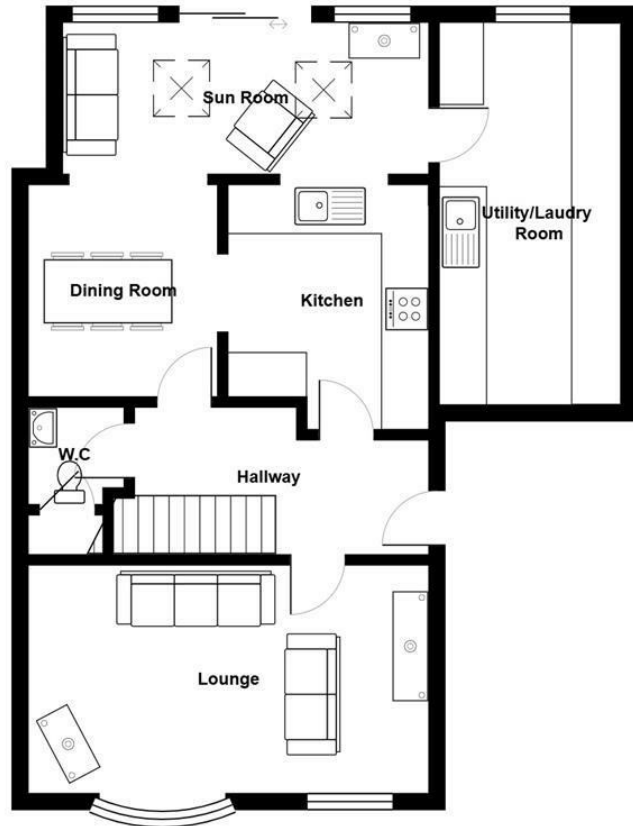 Sun Room
Utility/Laudry
Room
Dining Room
Kitchen
W.C
Hallway
Lounge